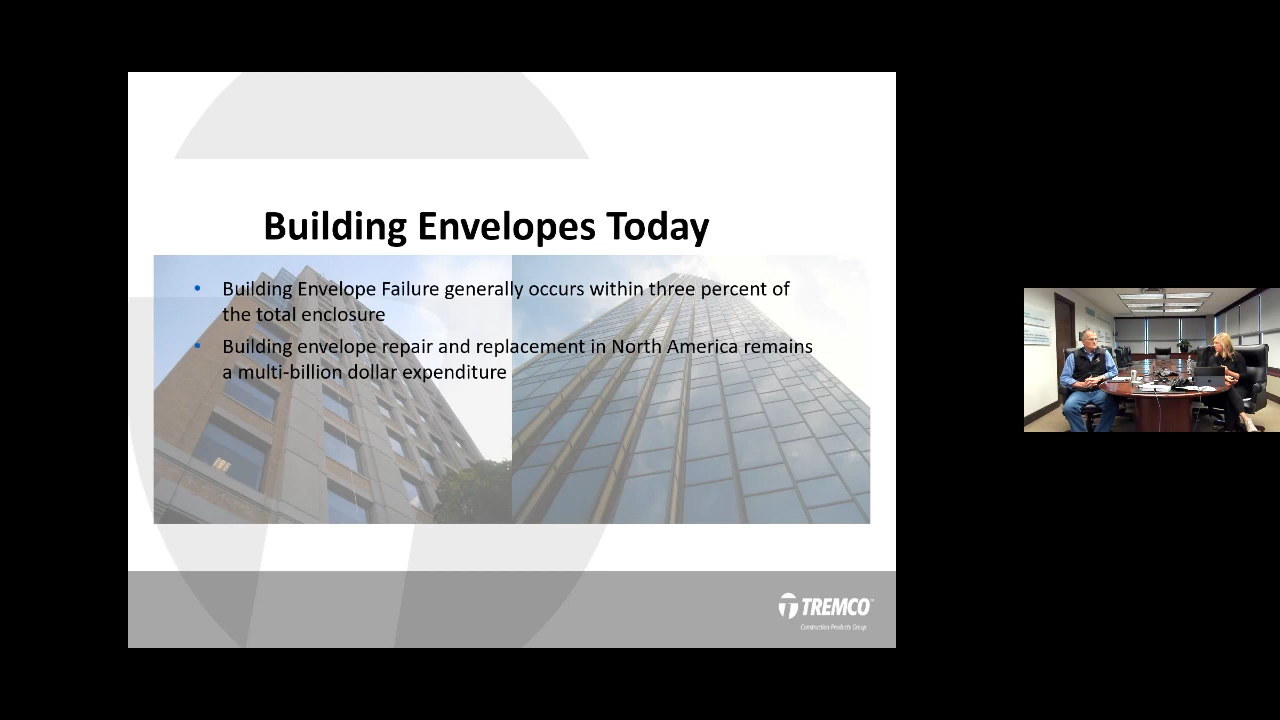 Building Envelopes Today
• Building Envelope Failure generally occurs within three percent of
the total enclosure
• Building envelope repair and replacement in North America remains
a multi-billion dollar expenditure
TREMCO™
Construction Products Group